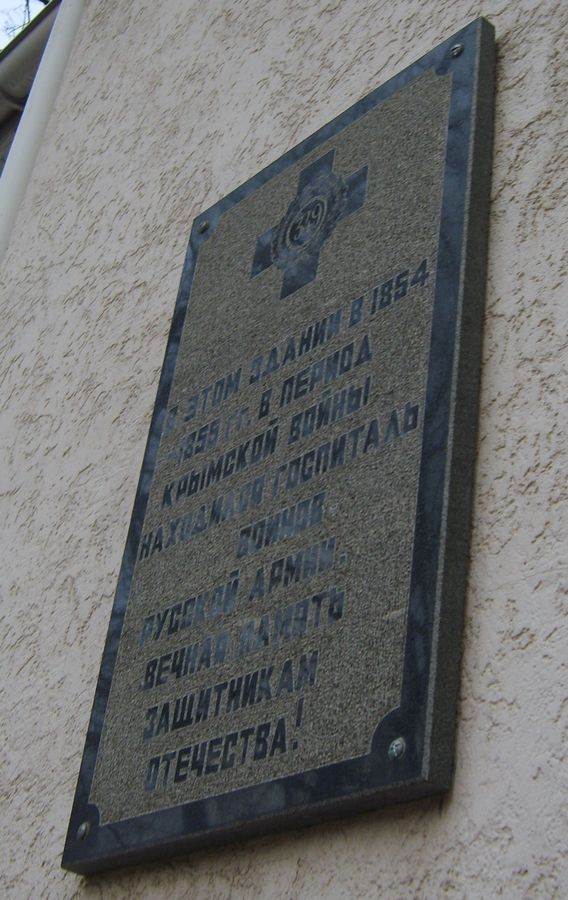 В ЭТОМ ЗДАНИИ В 1854
1855 ГГ. В ПЕРИОД
КРЫМСКОЙ ВОЙНЫ
НАХОДИЛСЯ ГОСПИТАЛЬ
ВОИНОВ
РУССКОЙ АРМИИ.
ВЕЧНАЯ ПАМЯТЬ
ЗАЩИТНИКАМ
ОТЕЧЕСТВА!